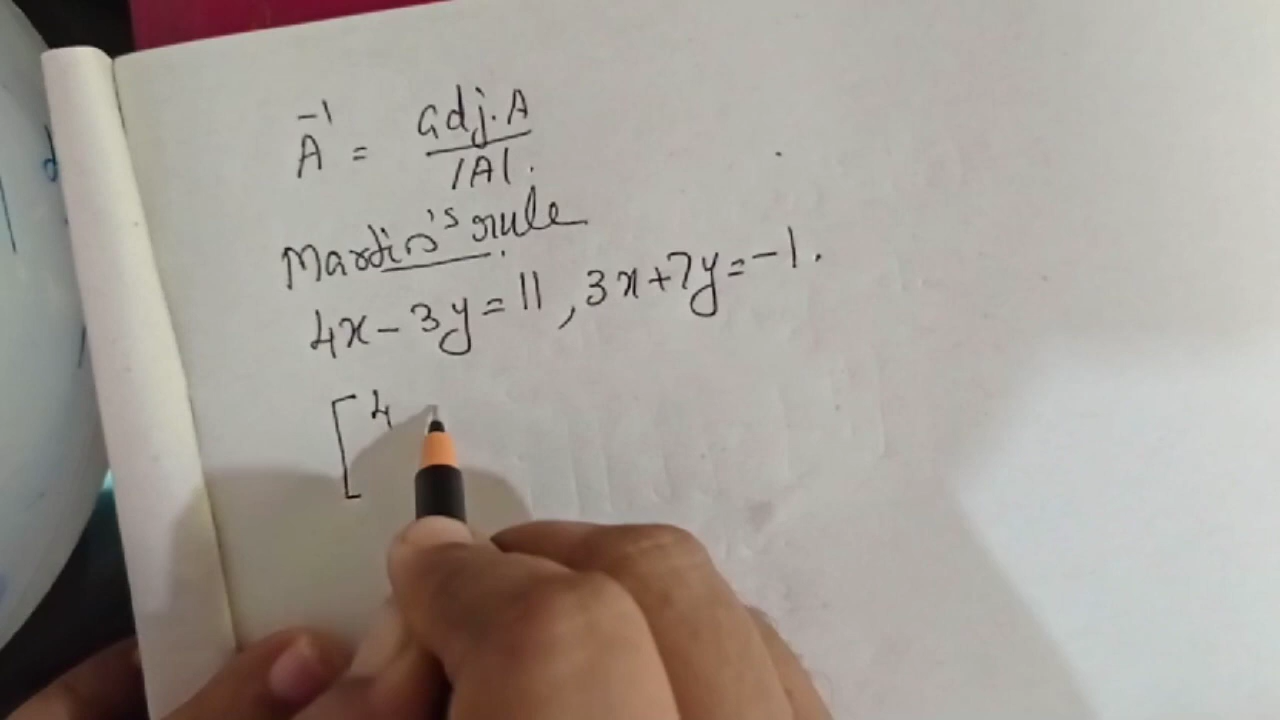 A⁻¹ = adj.A / |A|.
Martin's rule
4x - 3y = 11, 3x + 7y = -1.
[ 4